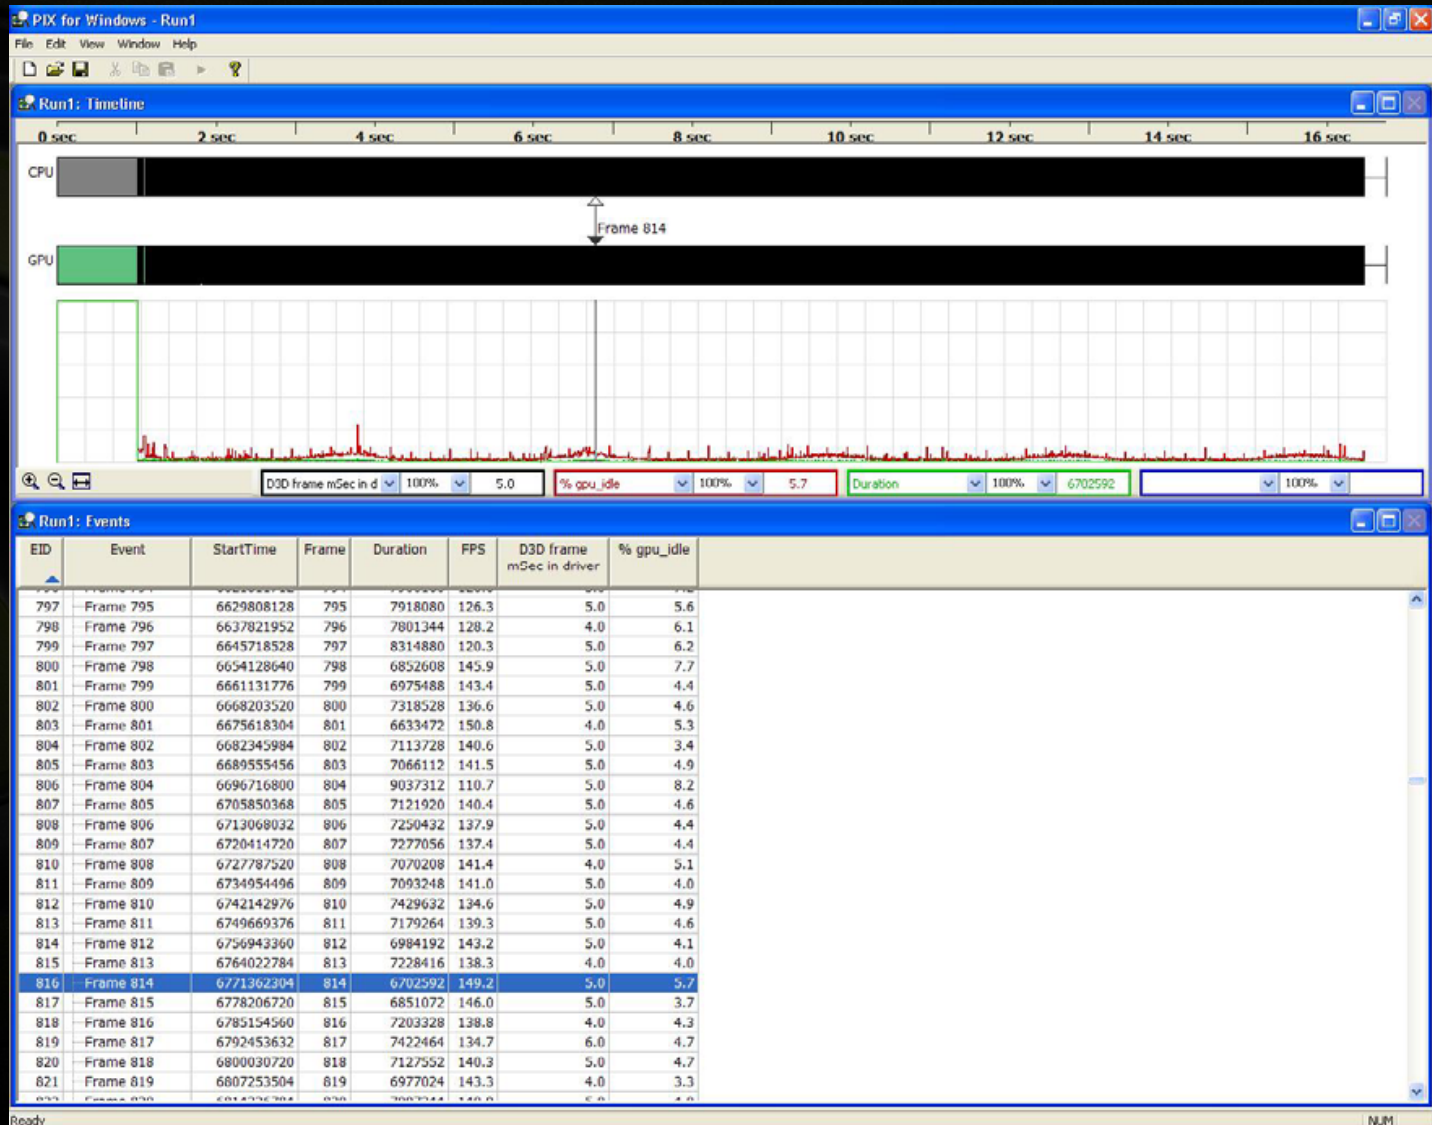 PIX for Windows - Run1
File Edit View Window Help
Run1: Timeline
0 sec 2 sec 4 sec 6 sec 8 sec 10 sec 12 sec 14 sec 16 sec
CPU
Frame 814
GPU
D3D frame mSec in d 100% 5.0 % gpu_idle 100% 5.7 Duration 100% 6702592 100%
Run1: Events
EID Event StartTime Frame Duration FPS D3D frame % gpu_idle
mSec in driver
797 Frame 795 6629808128 795 7918080 126.3 5.0 5.6
798 Frame 796 6637821952 796 7801344 128.2 4.0 6.1
799 Frame 797 6645718528 797 8314880 120.3 5.0 6.2
800 Frame 798 6654128640 798 6852608 145.9 5.0 7.7
801 Frame 799 6661131776 799 6975488 143.4 5.0 4.4
802 Frame 800 6668203520 800 7318528 136.6 5.0 4.6
803 Frame 801 6675618304 801 6633472 150.8 4.0 5.3
804 Frame 802 6682345984 802 7113728 140.6 5.0 3.4
805 Frame 803 6689555456 803 7066112 141.5 5.0 4.9
806 Frame 804 6696716800 804 9037312 110.7 5.0 8.2
807 Frame 805 6705850368 805 7121920 140.4 5.0 4.6
808 Frame 806 6713068032 806 7250432 137.9 5.0 4.4
809 Frame 807 6720414720 807 7277056 137.4 5.0 4.4
810 Frame 808 6727787520 808 7070208 141.4 4.0 5.1
811 Frame 809 6734954496 809 7093248 141.0 5.0 4.0
812 Frame 810 6742142976 810 7429632 134.6 5.0 4.9
813 Frame 811 6749669376 811 7179264 139.3 5.0 4.6
814 Frame 812 6756943360 812 6984192 143.2 5.0 4.1
815 Frame 813 6764022784 813 7228416 138.3 4.0 4.0
816 Frame 814 6771362304 814 6702592 149.2 5.0 5.7
817 Frame 815 6778206720 815 6851072 146.0 5.0 3.7
818 Frame 816 6785154560 816 7203328 138.8 4.0 4.3
819 Frame 817 6792453632 817 7422464 134.7 6.0 4.7
820 Frame 818 6800030720 818 7127552 140.3 5.0 4.7
821 Frame 819 6807253504 819 6977024 143.3 4.0 3.3
Ready NUM